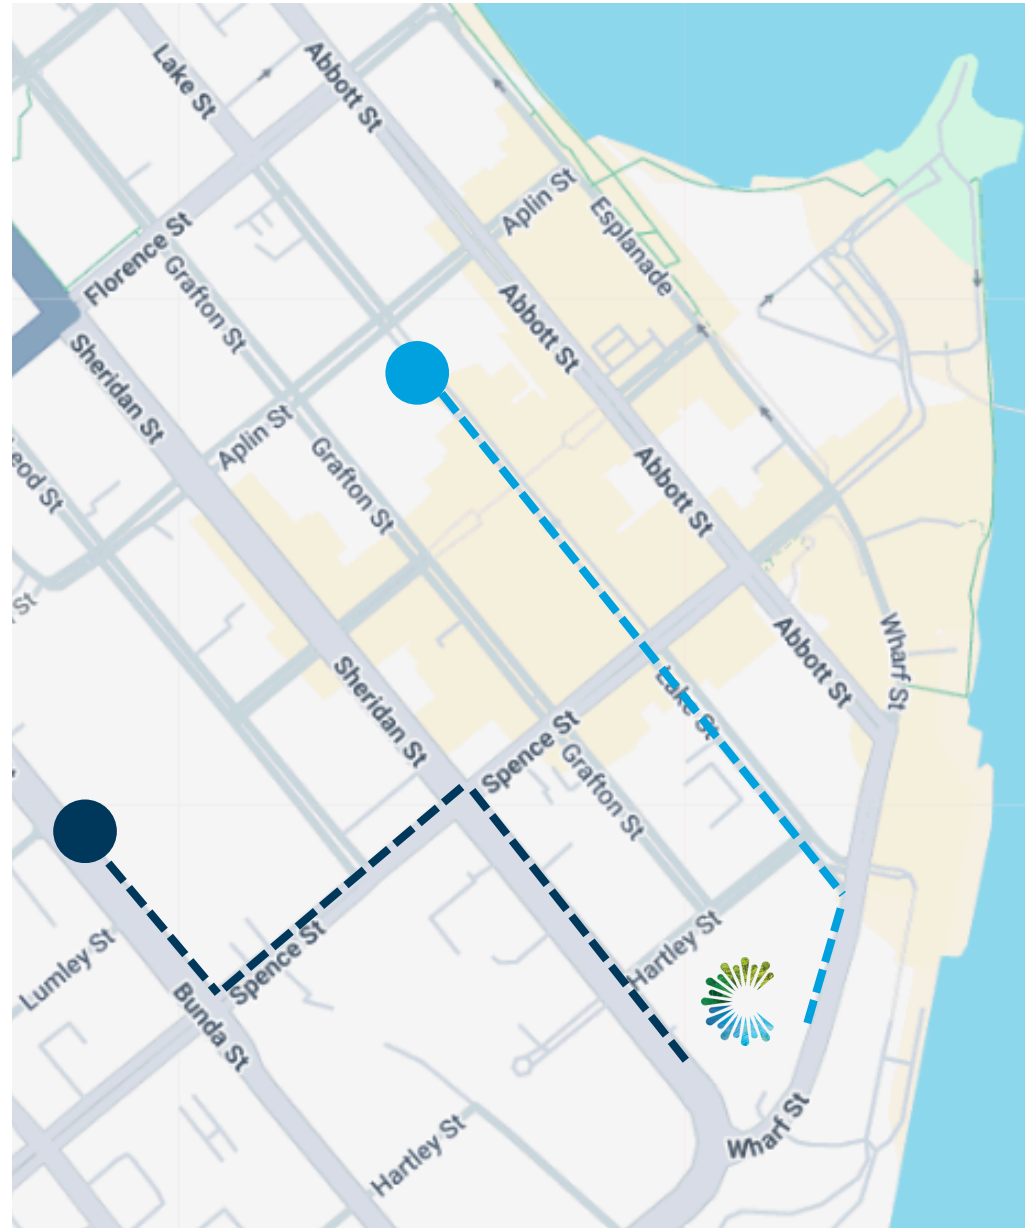 Lake St
Abbott St
Aplin St
Esplanade
Florence St
Grafton St
Abbott St
Sheridan St
Aplin St
Grafton St
Abbott St
eod St
St
Wharf St
Abbott St
Sheridan St
Lake St
Spence St
Grafton St
Hartley St
Spence St
Lumley St
Bunda St
Wharf St
Hartley St